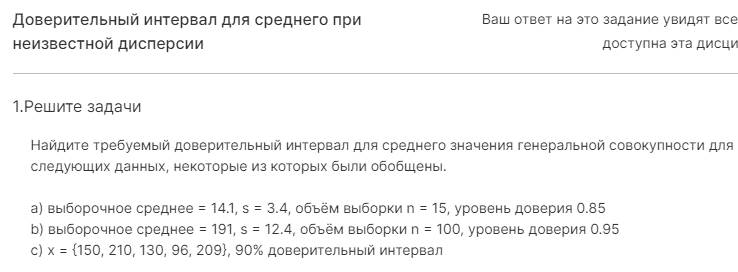 Доверительный интервал для среднего при
неизвестной дисперсии
Ваш ответ на это задание увидят все
доступна эта дисци
1.Решите задачи
Найдите требуемый доверительный интервал для среднего значения генеральной совокупности для
следующих данных, некоторые из которых были обобщены.
a) выборочное среднее = 14.1, s = 3.4, объём выборки n = 15, уровень доверия 0.85
b) выборочное среднее = 191, s = 12.4, объём выборки n = 100, уровень доверия 0.95
c) x = {150, 210, 130, 96, 209}, 90% доверительный интервал